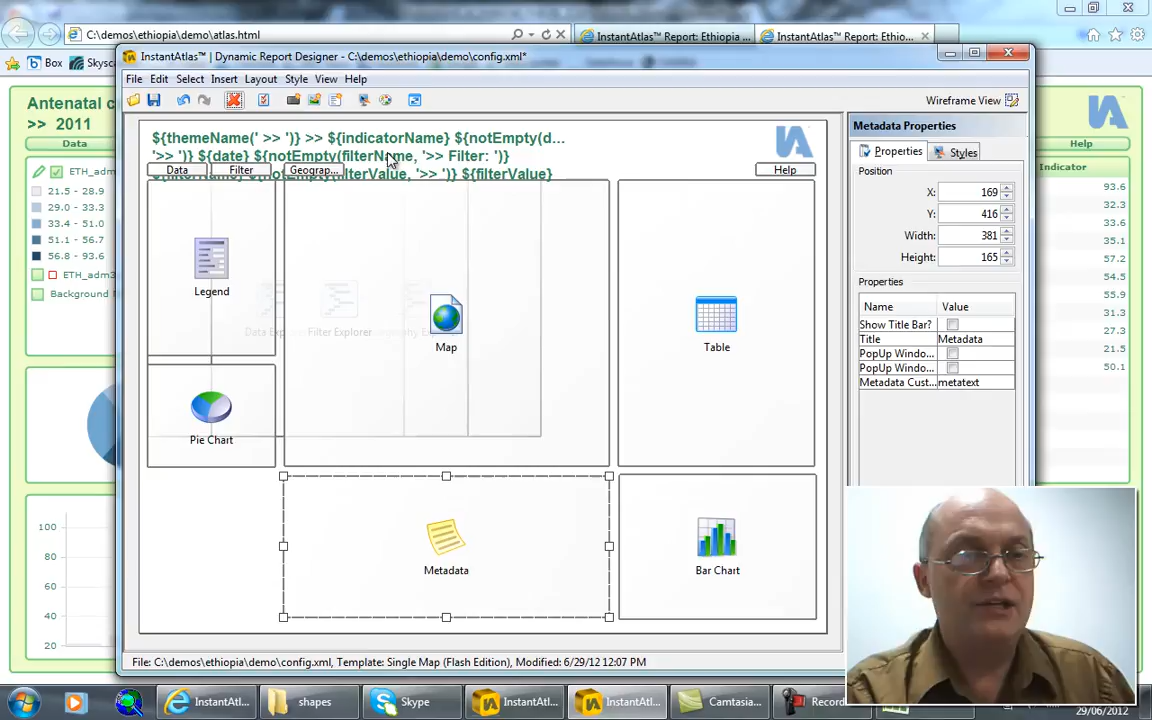 C:\demos\ethiopia\demo\atlas.html
InstantAtlas™ Report: Ethiopia ...
InstantAtlas™ Report: Ethio...
Box
Antenatal c
>> 2011
Data
ETH_adm3
21.5 - 28.9
29.0 - 33.3
33.4 - 51.0
51.1 - 56.7
56.8 - 93.6
ETH_adm3
Background
100
80
60
40
20
InstantAtlas™ | Dynamic Report Designer - C:\demos\ethiopia\demo\config.xml*
File Edit Select Insert Layout Style View Help
Wireframe View
${themeName(' >> ')} >> ${indicatorName} ${notEmpty(d...
'>> ')} ${date} ${notEmpty(filterName, '>> Filter: ')}
filterValue, '>> ')} ${filterValue}
Data
Filter
Geograp...
Help
Legend
Filter Explorer
Map
Table
Pie Chart
Metadata
Bar Chart
Metadata Properties
Properties
Styles
Position
X: 169
Y: 416
Width: 381
Height: 165
Properties
Name Value
Show Title Bar?
Title Metadata
PopUp Windo...
PopUp Windo...
Metadata Cust... metatext
Help
Indicator
93.6
32.3
33.6
35.1
57.2
54.5
55.9
31.3
27.3
21.5
50.1
File: C:\demos\ethiopia\demo\config.xml, Template: Single Map (Flash Edition), Modified: 6/29/12 12:07 PM
InstantAtl...
shapes
Skype
InstantAtl...
InstantAtl...
Camtasia...
Record
29/06/2012